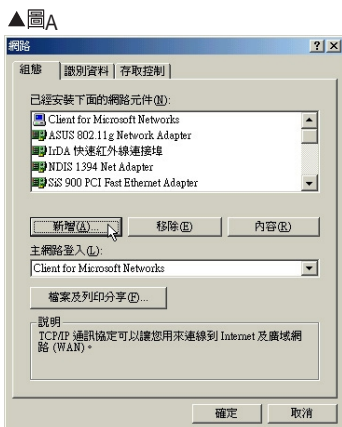 ▲圖A
網路
組態 識別資料 存取控制
已經安裝下面的網路元件(N):
Client for Microsoft Networks
ASUS 802.11g Network Adapter
IrDA 快速紅外線連接埠
NDIS 1394 Net Adapter
SiS 900 PCI Fast Ethernet Adapter
新增(A)... 移除(E) 內容(R)
主網路登入(L):
Client for Microsoft Networks
檔案及列印分享(F)...
說明
TCP/IP 通訊協定可以讓您用來連線到 Internet 及廣域網
路 (WAN)。
確定 取消